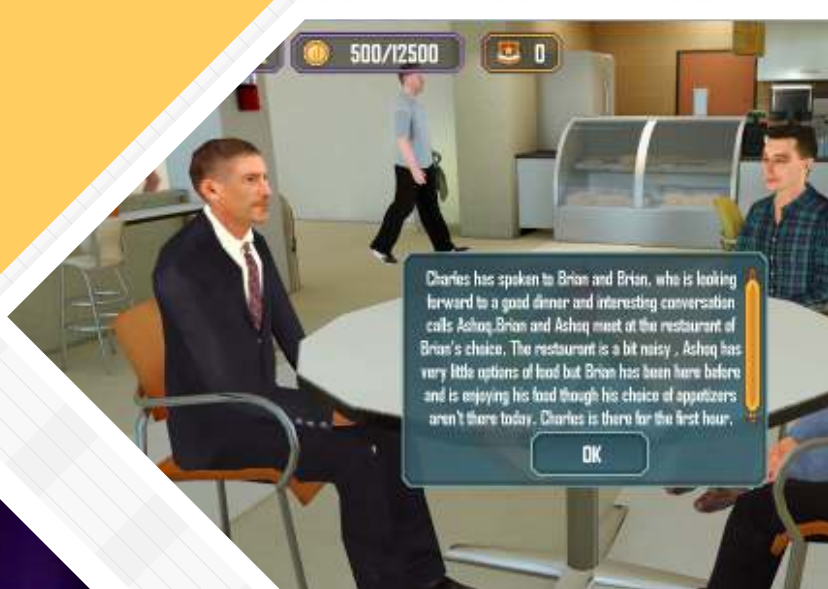 500/12500
0
Charles has spoken to Brian and Brian, who is looking
forward to a good dinner and interesting conversation
calls Ashoq.Brian and Ashoq meet at the restaurant of
Brian's choice. The restaurant is a bit noisy , Ashoq has
very little options of food but Brian has been here before
and is enjoying his food though his choice of appetizers
aren't there today. Charles is there for the first hour.
OK